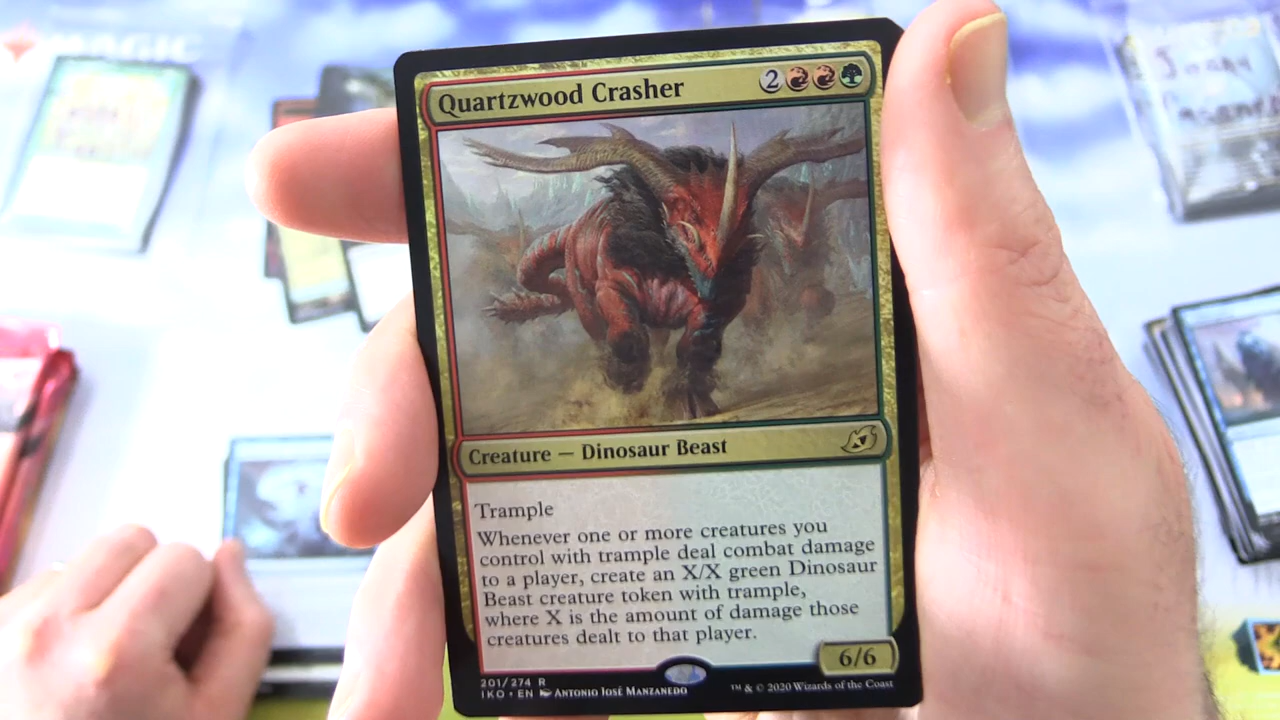 MAGIC
Quartzwood Crasher 2
Creature — Dinosaur Beast
Trample
Whenever one or more creatures you
control with trample deal combat damage
to a player, create an X/X green Dinosaur
Beast creature token with trample,
where X is the amount of damage those
creatures dealt to that player.
6/6
201/274 R
IKO • EN Antonio José Manzanedo
™ & © 2020 Wizards of the Coast